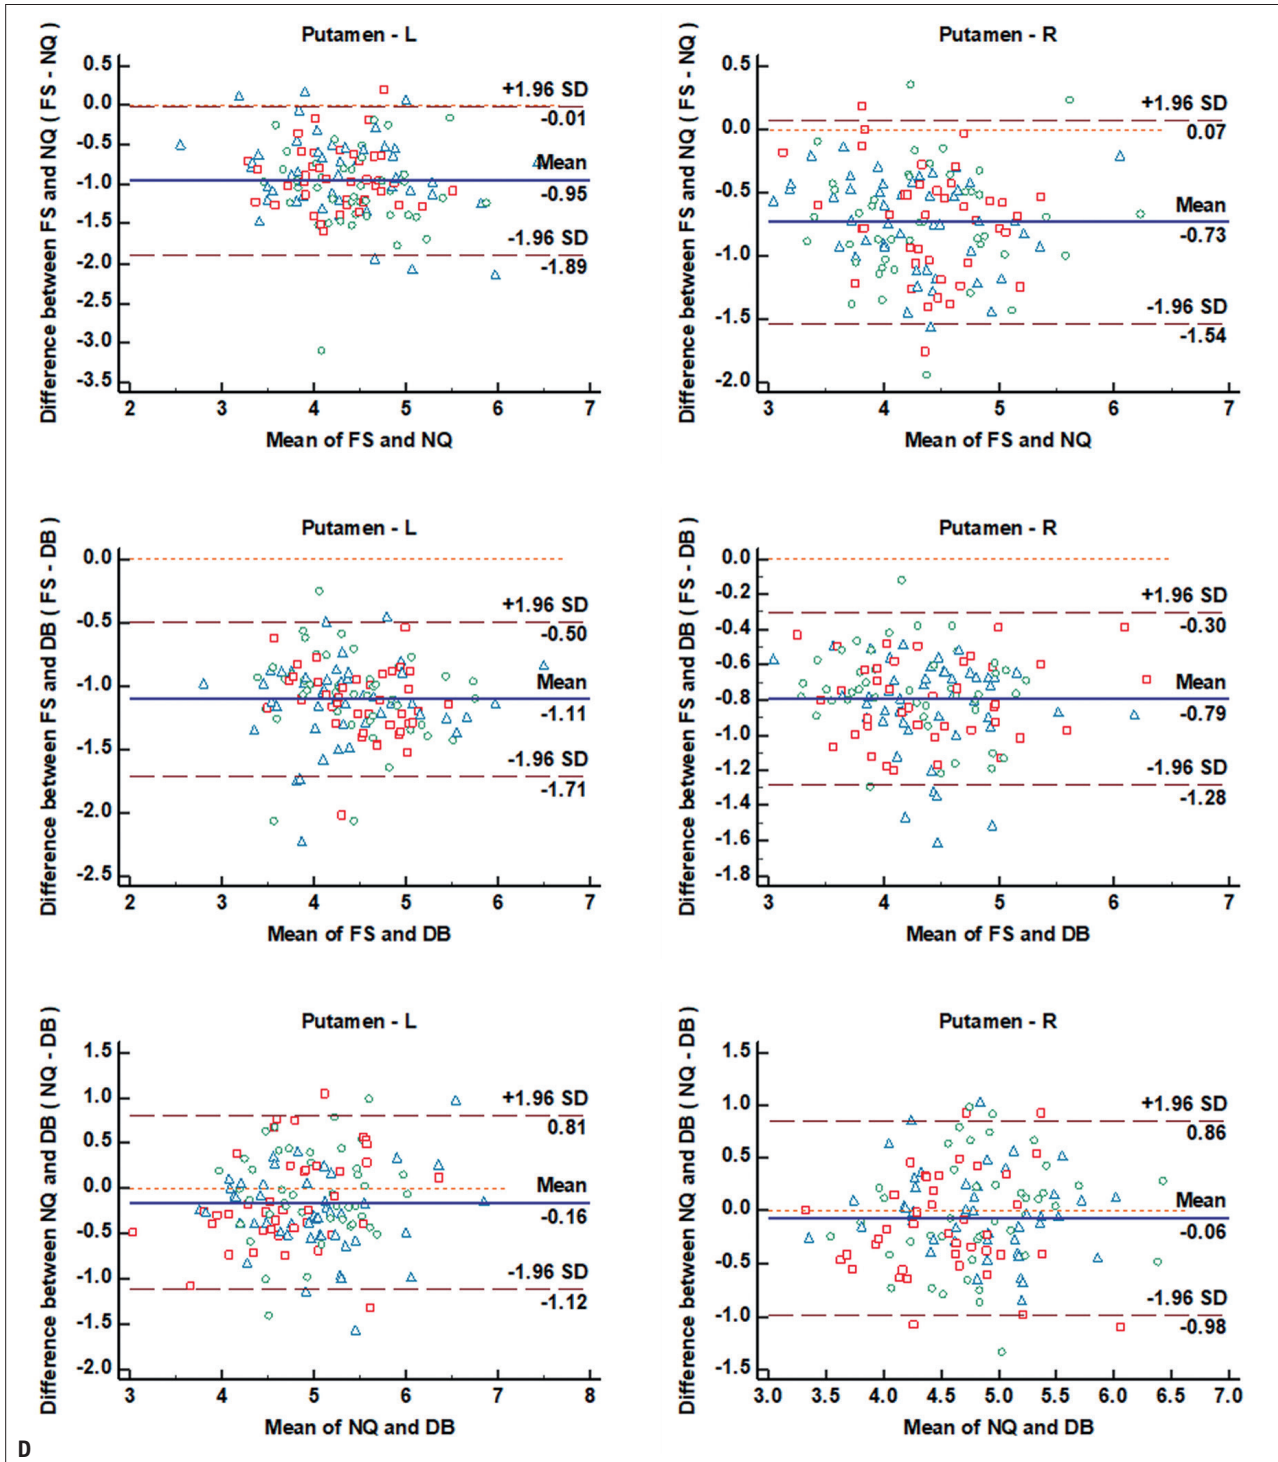 Putamen - L
Difference between FS and NQ ( FS - NQ )
0.5
0.0
-0.5
-1.0
-1.5
-2.0
-2.5
-3.0
-3.5
+1.96 SD
-0.01
Mean
-0.95
-1.96 SD
-1.89
2 3 4 5 6 7
Mean of FS and NQ
Putamen - R
Difference between FS and NQ ( FS - NQ )
0.5
0.0
-0.5
-1.0
-1.5
-2.0
+1.96 SD
0.07
Mean
-0.73
-1.96 SD
-1.54
3 4 5 6 7
Mean of FS and NQ
Putamen - L
Difference between FS and DB ( FS - DB )
0.0
-0.5
-1.0
-1.5
-2.0
-2.5
+1.96 SD
-0.50
Mean
-1.11
-1.96 SD
-1.71
2 3 4 5 6 7
Mean of FS and DB
Putamen - R
Difference between FS and DB ( FS - DB )
0.0
-0.2
-0.4
-0.6
-0.8
-1.0
-1.2
-1.4
-1.6
-1.8
+1.96 SD
-0.30
Mean
-0.79
-1.96 SD
-1.28
3 4 5 6 7
Mean of FS and DB
Putamen - L
Difference between NQ and DB ( NQ - DB )
1.5
1.0
0.5
0.0
-0.5
-1.0
-1.5
-2.0
+1.96 SD
0.81
Mean
-0.16
-1.96 SD
-1.12
3 4 5 6 7 8
Mean of NQ and DB
Putamen - R
Difference between NQ and DB ( NQ - DB )
1.5
1.0
0.5
0.0
-0.5
-1.0
-1.5
+1.96 SD
0.86
Mean
-0.06
-1.96 SD
-0.98
3.0 3.5 4.0 4.5 5.0 5.5 6.0 6.5 7.0
Mean of NQ and DB
D